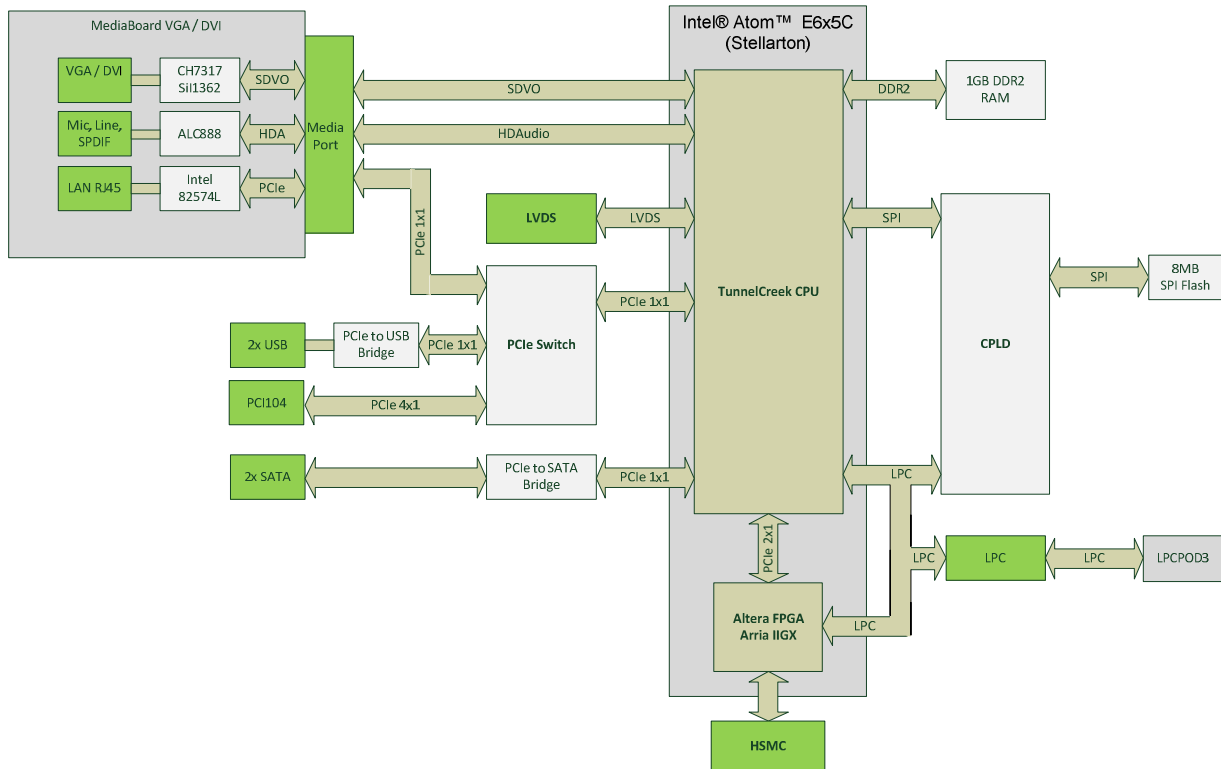 MediaBoard VGA / DVI
VGA / DVI
CH7317
SiI1362
SDVO
Mic, Line,
SPDIF
ALC888
HDA
LAN RJ45
Intel
82574L
PCIe
Media
Port
SDVO
HDAudio
PCIe 1x1
LVDS
LVDS
PCIe Switch
PCIe 1x1
2x USB
PCIe to USB
Bridge
PCIe 1x1
PCI104
PCIe 4x1
2x SATA
PCIe to SATA
Bridge
PCIe 1x1
Intel® Atom™ E6x5C
(Stellarton)
TunnelCreek CPU
PCIe 2x1
Altera FPGA
Arria IIGX
HSMC
DDR2
1GB DDR2
RAM
SPI
CPLD
SPI
8MB
SPI Flash
LPC
LPC
LPC
LPC
LPCPOD3
LPC